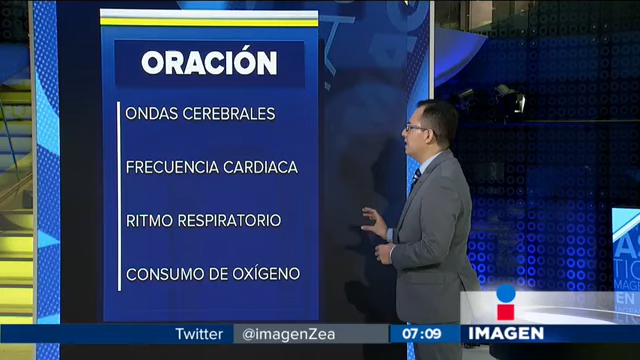 ORACIÓN
ONDAS CEREBRALES
FRECUENCIA CARDIACA
RITMO RESPIRATORIO
CONSUMO DE OXÍGENO
Twitter @imagenZea 07:09
IMAGEN